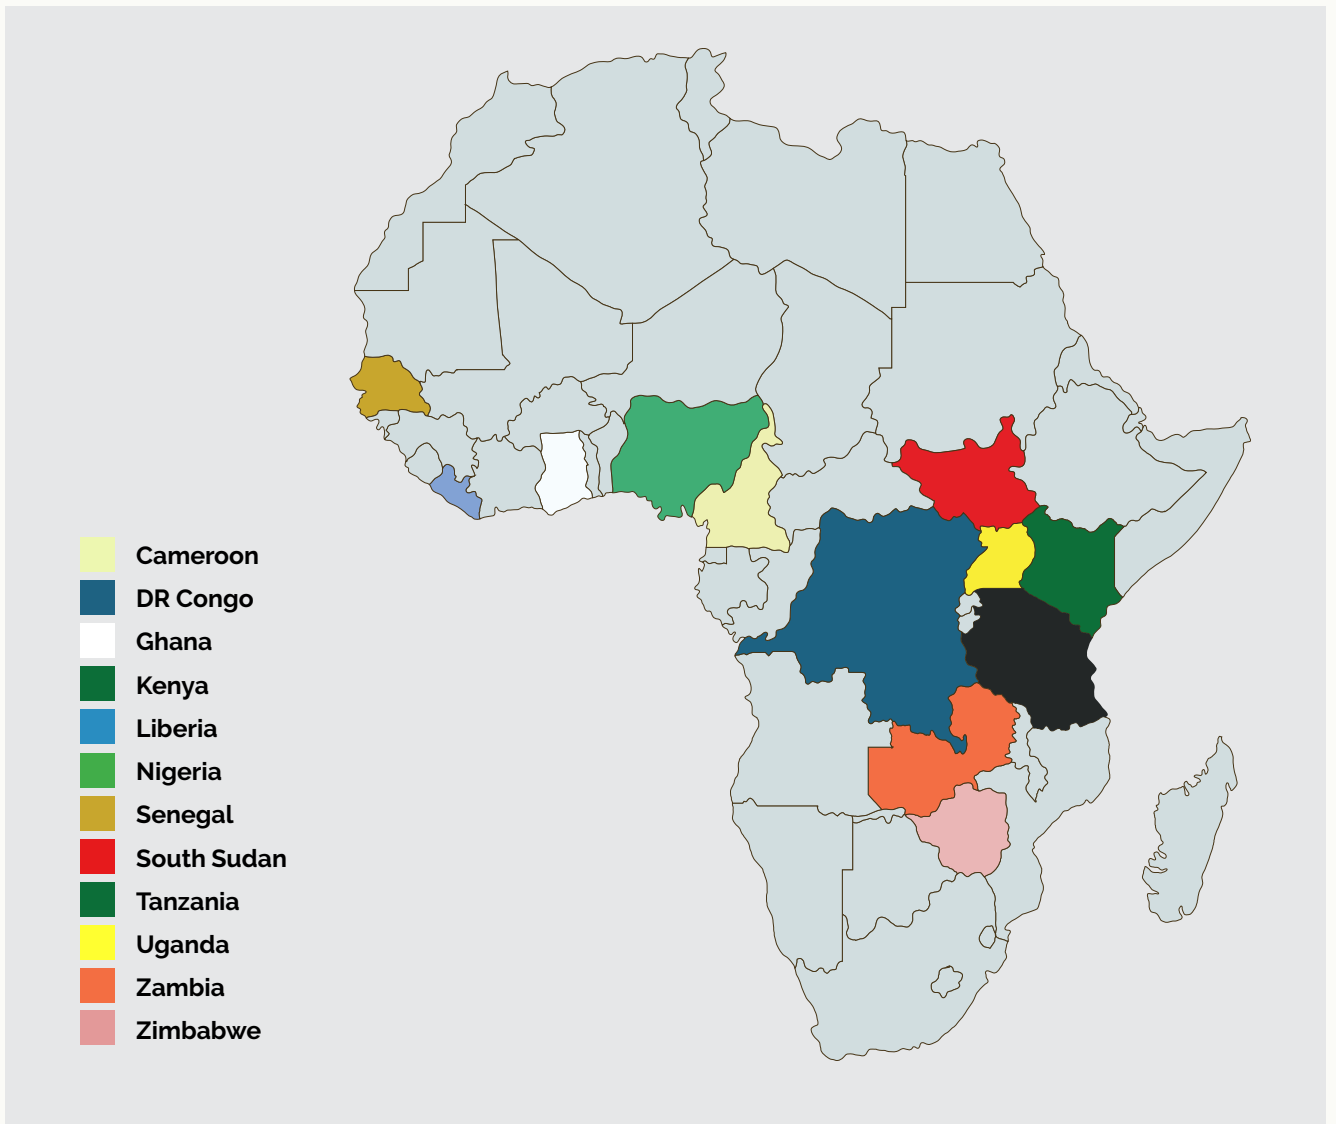 Cameroon
DR Congo
Ghana
Kenya
Liberia
Nigeria
Senegal
South Sudan
Tanzania
Uganda
Zambia
Zimbabwe